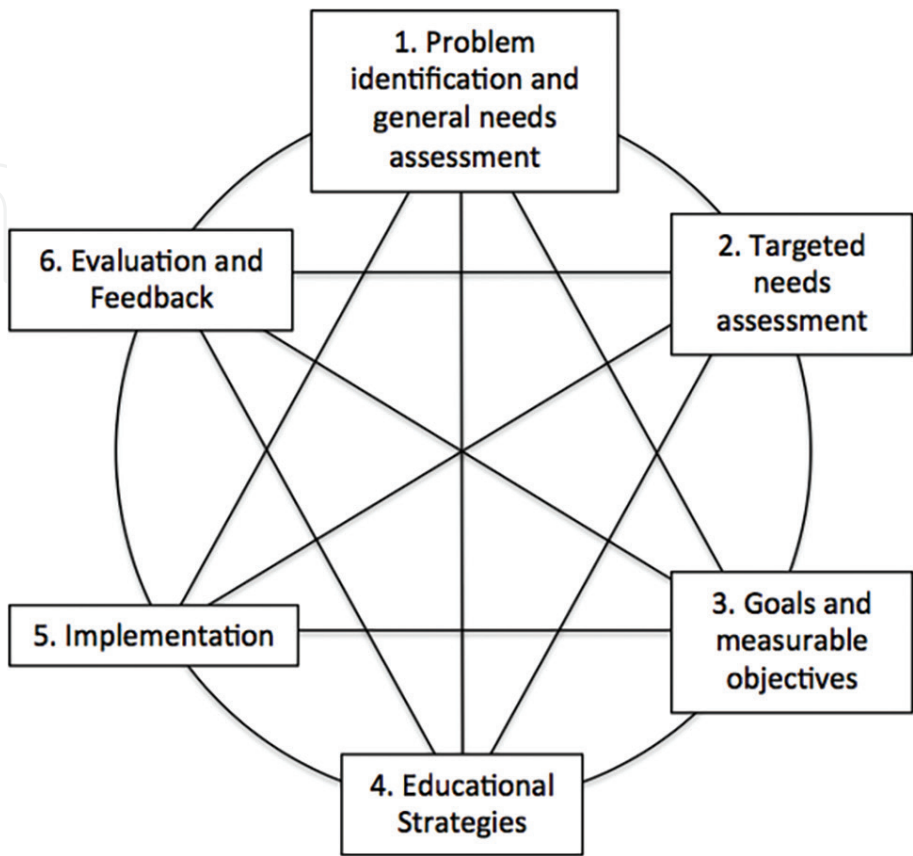 1. Problem
identification and
general needs
assessment
2. Targeted
needs
assessment
3. Goals and
measurable
objectives
4. Educational
Strategies
5. Implementation
6. Evaluation and
Feedback